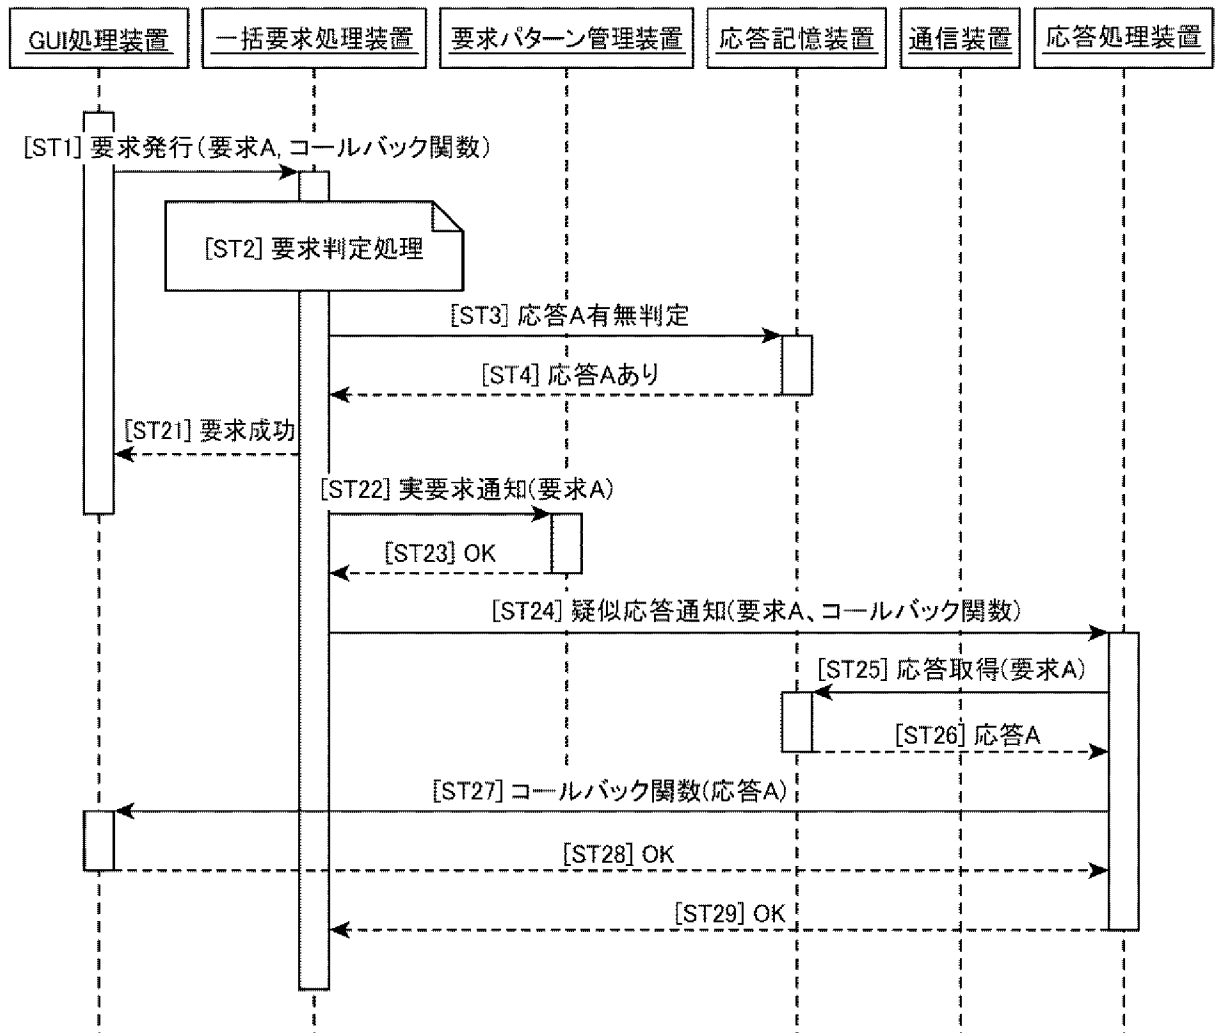 GUI処理装置
一括要求処理装置
要求パターン管理装置
応答記憶装置
通信装置
応答処理装置
[ST1] 要求発行(要求A, コールバック関数)
[ST2] 要求判定処理
[ST3] 応答A有無判定
[ST4] 応答Aあり
[ST21] 要求成功
[ST22] 実要求通知(要求A)
[ST23] OK
[ST24] 疑似応答通知(要求A、コールバック関数)
[ST25] 応答取得(要求A)
[ST26] 応答A
[ST27] コールバック関数(応答A)
[ST28] OK
[ST29] OK